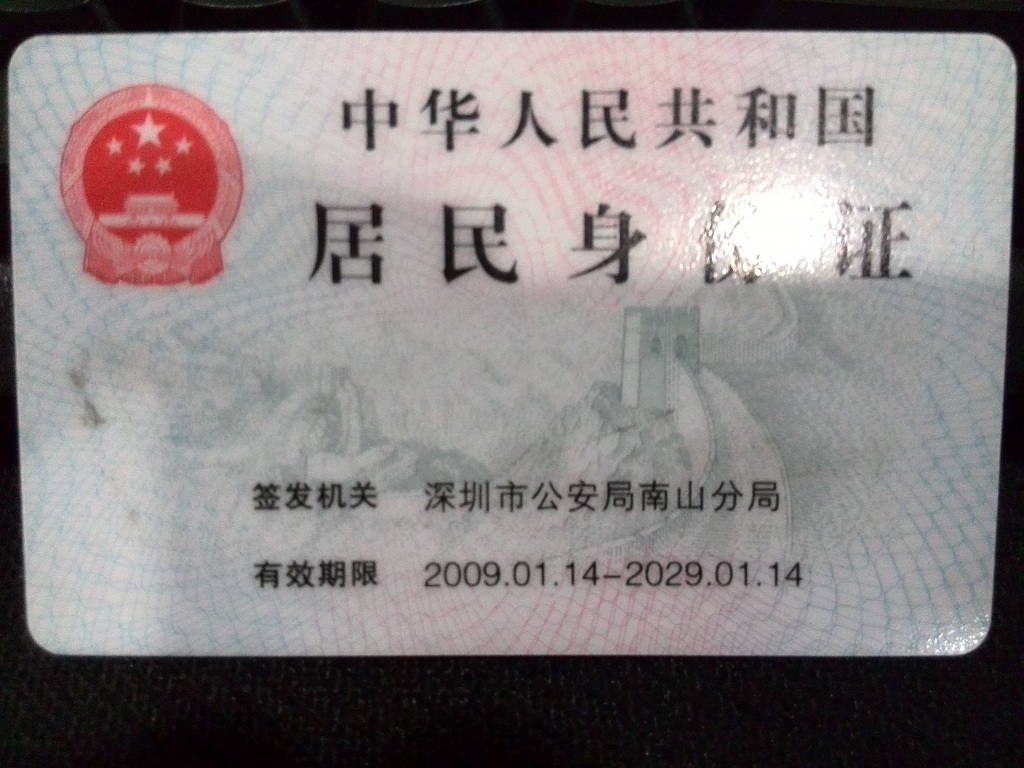 中华人民共和国
居民身份证
签发机关 深圳市公安局南山分局
有效期限 2009.01.14-2029.01.14